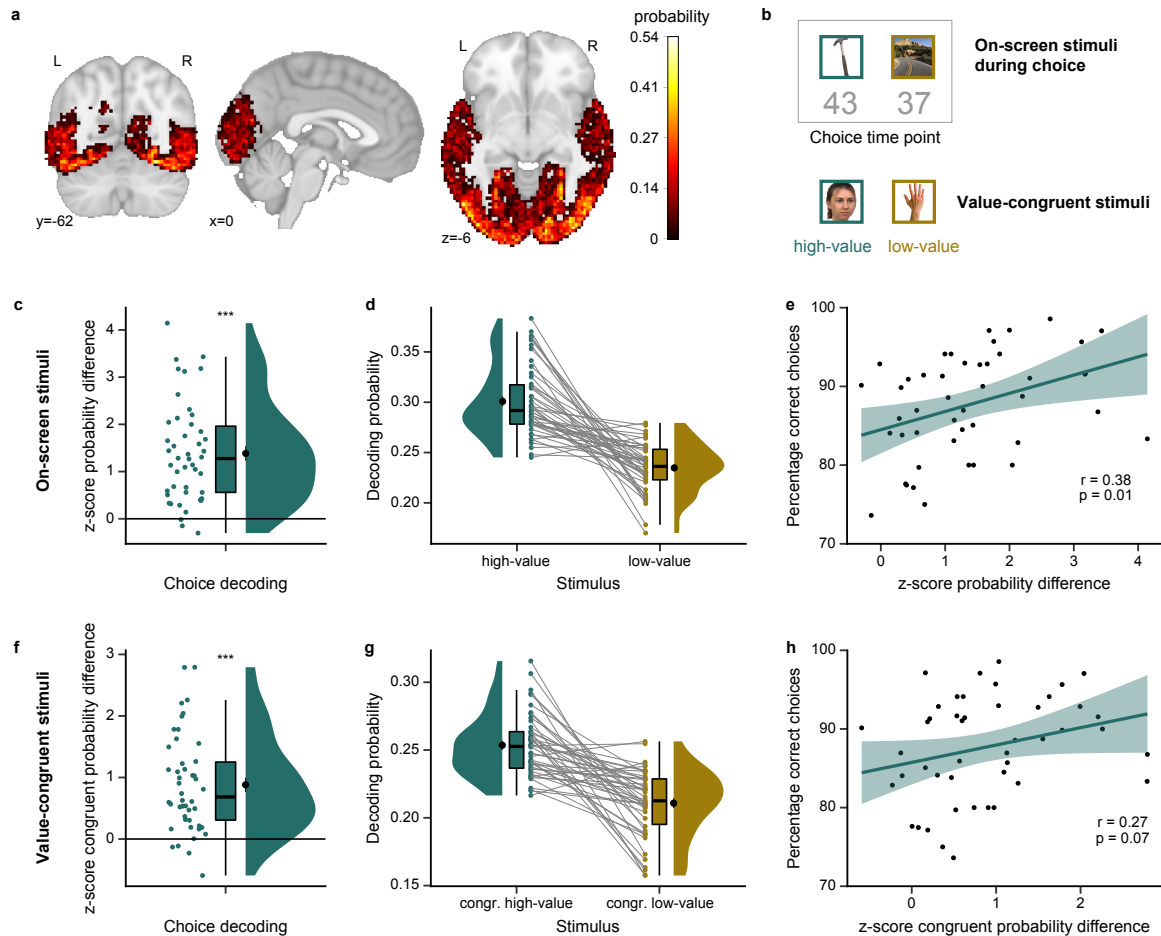 a
L
R
y=-62
x=0
L
R
z=-6
probability
0.54
0.41
0.27
0.14
0
b
43
37
Choice time point
On-screen stimuli
during choice
Value-congruent stimuli
high-value
low-value
On-screen stimuli
c
z-score probability difference
4
3
2
1
0
***
Choice decoding
d
Decoding probability
0.35
0.30
0.25
0.20
high-value
low-value
Stimulus
e
Percentage correct choices
100
90
80
70
r = 0.38
p = 0.01
0
1
2
3
4
z-score probability difference
Value-congruent stimuli
f
z-score congruent probability difference
3
2
1
0
***
Choice decoding
g
Decoding probability
0.30
0.25
0.20
0.15
congr. high-value
congr. low-value
Stimulus
h
Percentage correct choices
100
90
80
70
r = 0.27
p = 0.07
0
1
2
z-score congruent probability difference